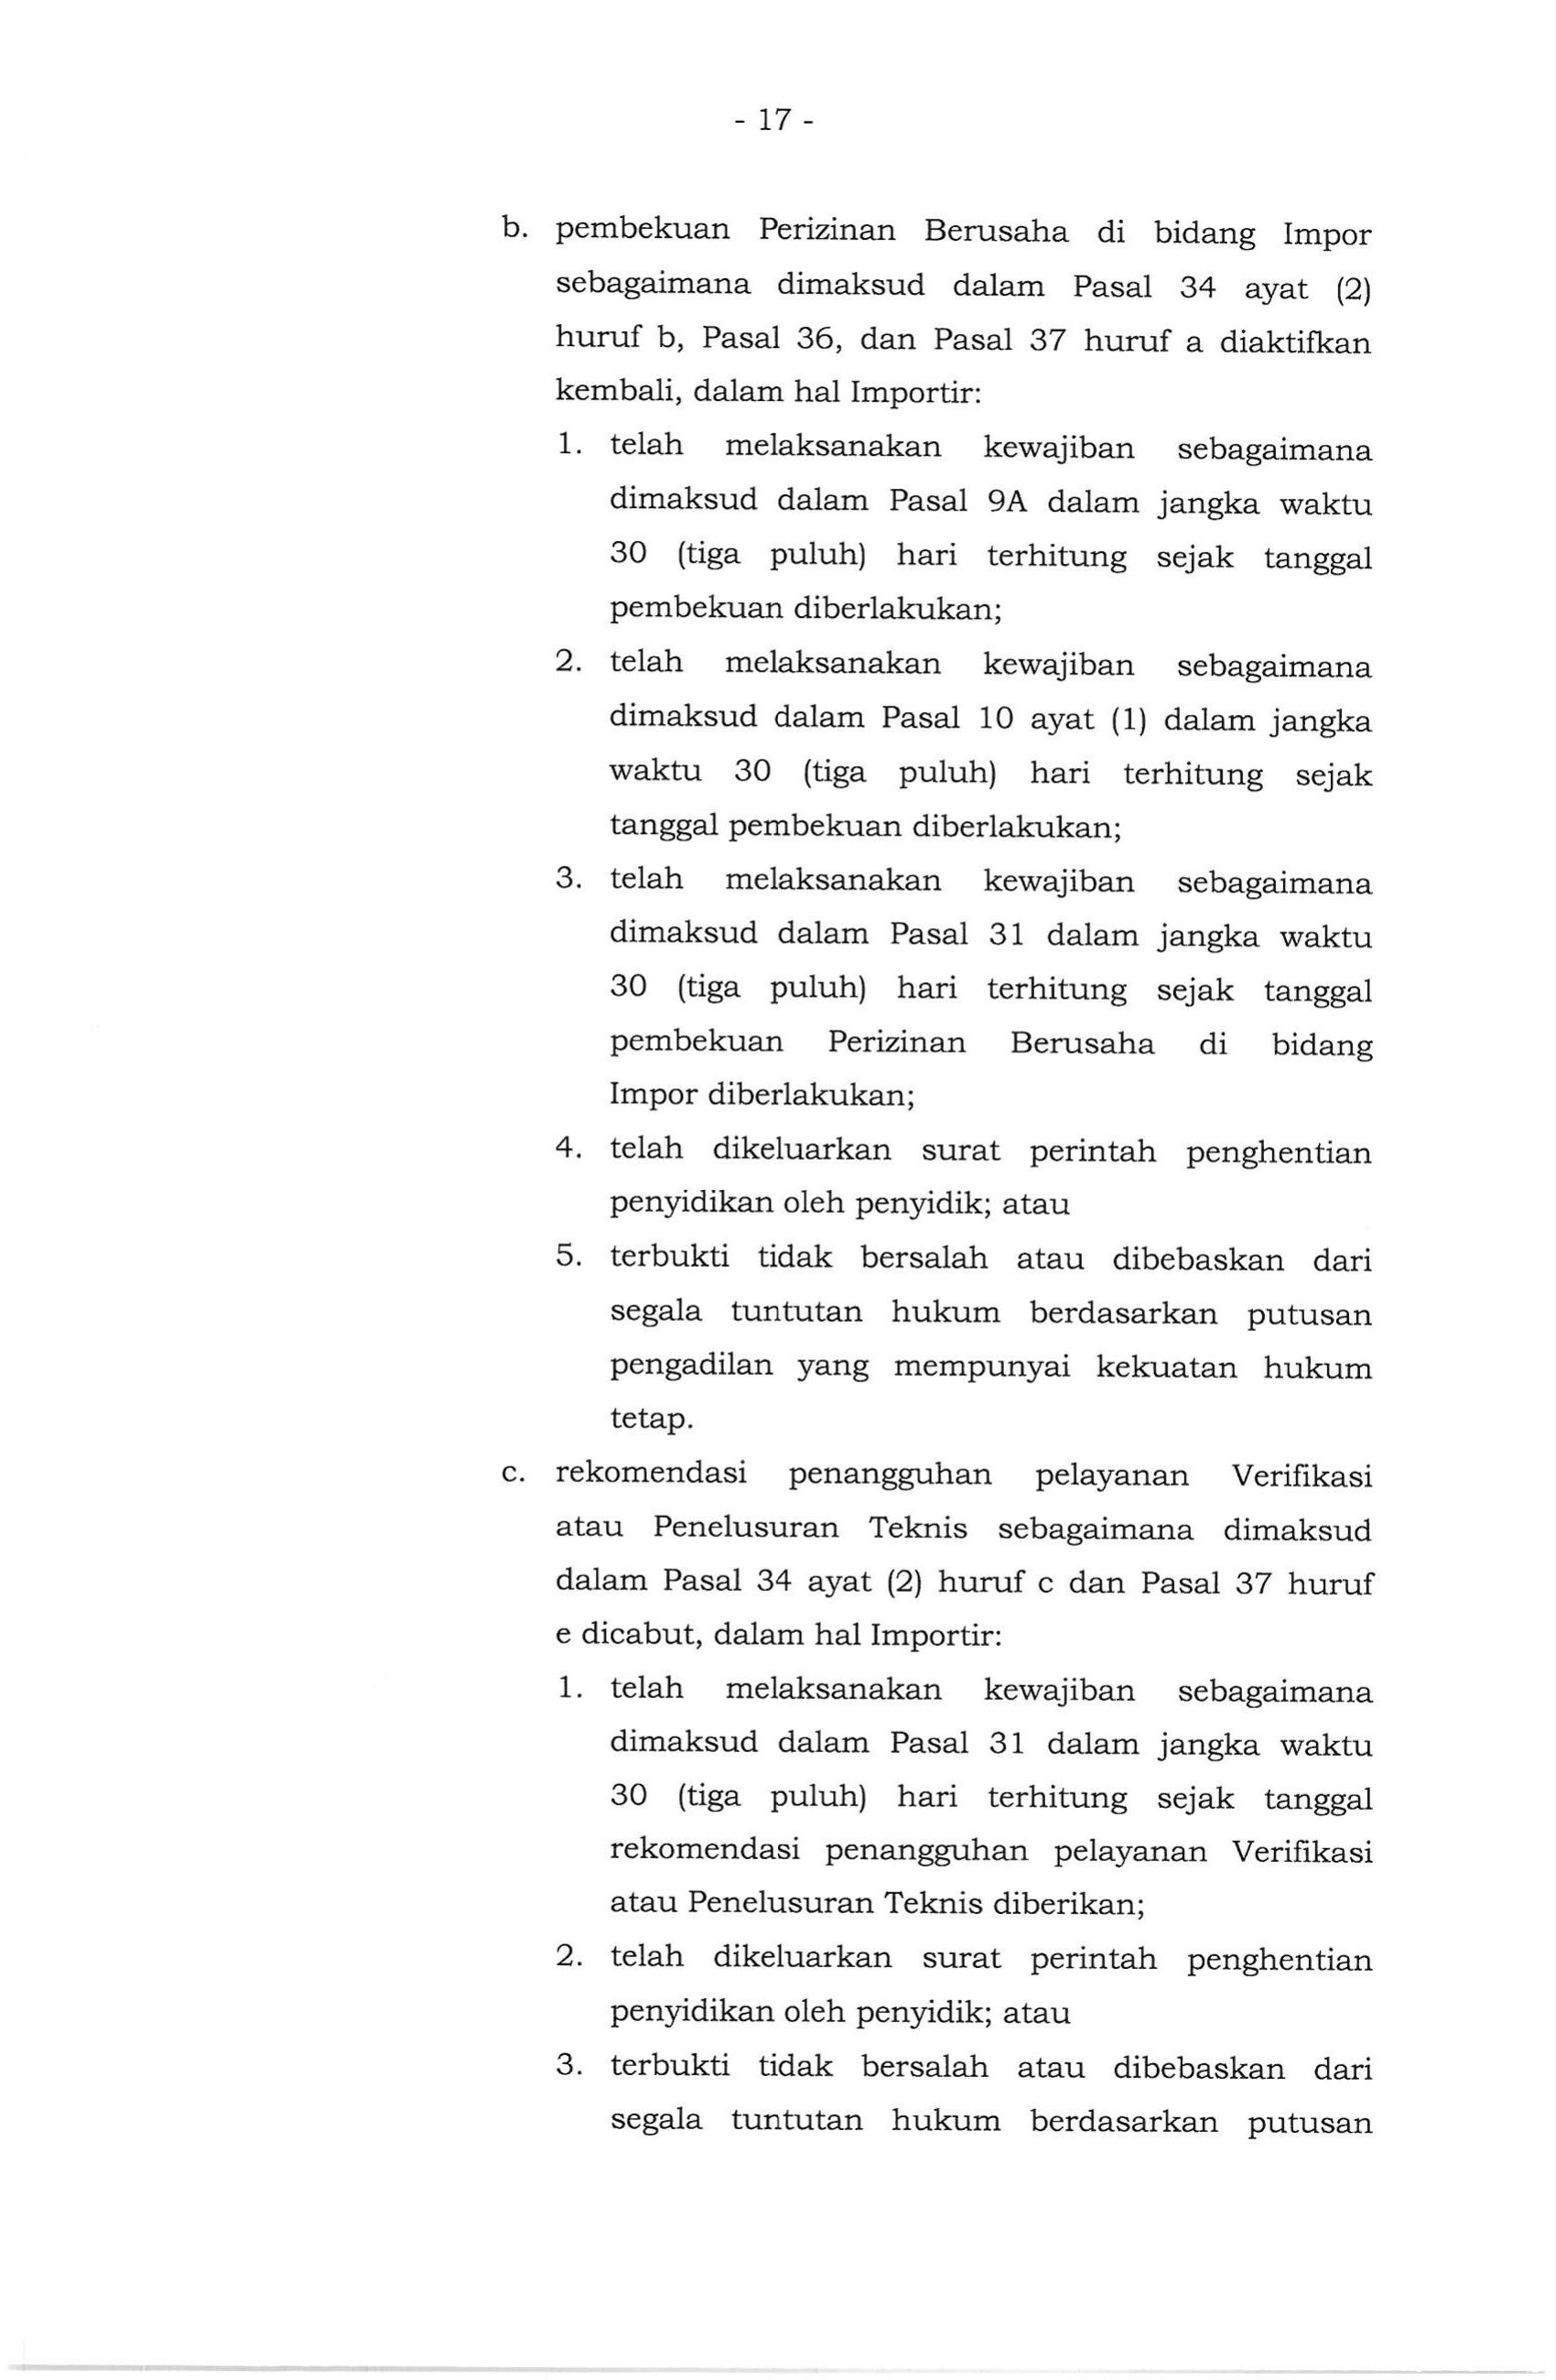 - 17 -
b. pembekuan Perizinan Berusaha di bidang Impor
sebagaimana dimaksud dalam Pasal 34 ayat (2)
huruf b, Pasal 36, dan Pasal 37 huruf a diaktifkan
kembali, dalam hal Importir:
1. telah melaksanakan kewajiban sebagaimana
dimaksud dalam Pasal 9A dalam jangka waktu
30 (tiga puluh) hari terhitung sejak tanggal
pembekuan diberlakukan;
2. telah melaksanakan kewajiban sebagaimana
dimaksud dalam Pasal 10 ayat (1) dalam jangka
waktu 30 (tiga puluh) hari terhitung sejak
tanggal pembekuan diberlakukan;
3. telah melaksanakan kewajiban sebagaimana
dimaksud dalam Pasal 31 dalam jangka waktu
30 (tiga puluh) hari terhitung sejak tanggal
pembekuan Perizinan Berusaha di bidang
Impor diberlakukan;
4. telah dikeluarkan surat perintah penghentian
penyidikan oleh penyidik; atau
5. terbukti tidak bersalah atau dibebaskan dari
segala tuntutan hukum berdasarkan putusan
pengadilan yang mempunyai kekuatan hukum
tetap.
c. rekomendasi penangguhan pelayanan Verifikasi
atau Penelusuran Teknis sebagaimana dimaksud
dalam Pasal 34 ayat (2) huruf c dan Pasal 37 huruf
e dicabut, dalam hal Importir:
1. telah melaksanakan kewajiban sebagaimana
dimaksud dalam Pasal 31 dalam jangka waktu
30 (tiga puluh) hari terhitung sejak tanggal
rekomendasi penangguhan pelayanan Verifikasi
atau Penelusuran Teknis diberikan;
2. telah dikeluarkan surat perintah penghentian
penyidikan oleh penyidik; atau
3. terbukti tidak bersalah atau dibebaskan dari
segala tuntutan hukum berdasarkan putusan